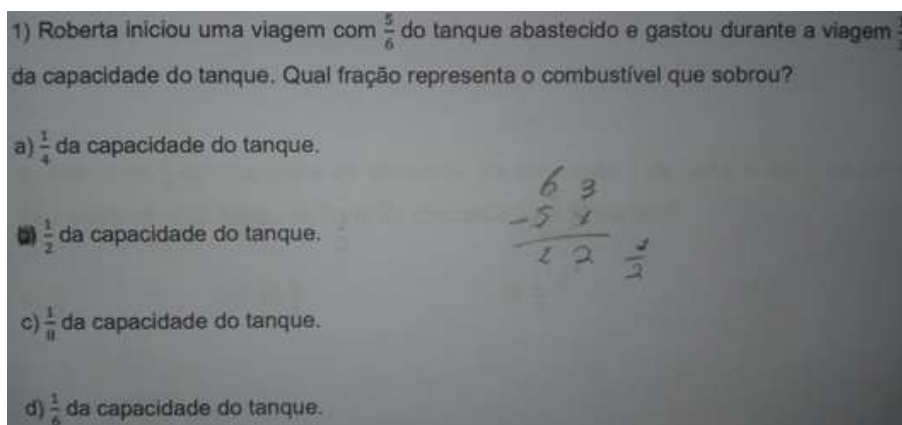 1) Roberta iniciou uma viagem com 5/6 do tanque abastecido e gastou durante a viagem
da capacidade do tanque. Qual fração representa o combustível que sobrou?
a) 1/4 da capacidade do tanque.
6 3
b) 1/2 da capacidade do tanque.
- 5 1
1 2 1/2
c) 1/8 da capacidade do tanque.
d) 1/6 da capacidade do tanque.